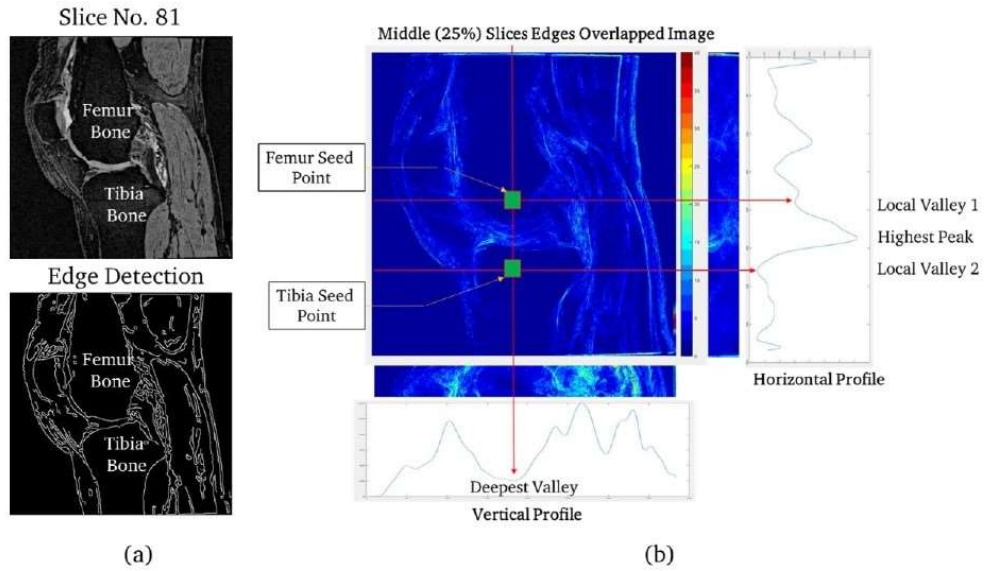 Slice No. 81
Femur
Bone
Tibia
Bone
Edge Detection
Femur
Bone
Tibia
Bone
(a)
Middle (25%) Slices Edges Overlapped Image
Femur Seed
Point
Tibia Seed
Point
Local Valley 1
Highest Peak
Local Valley 2
Horizontal Profile
Deepest Valley
Vertical Profile
(b)